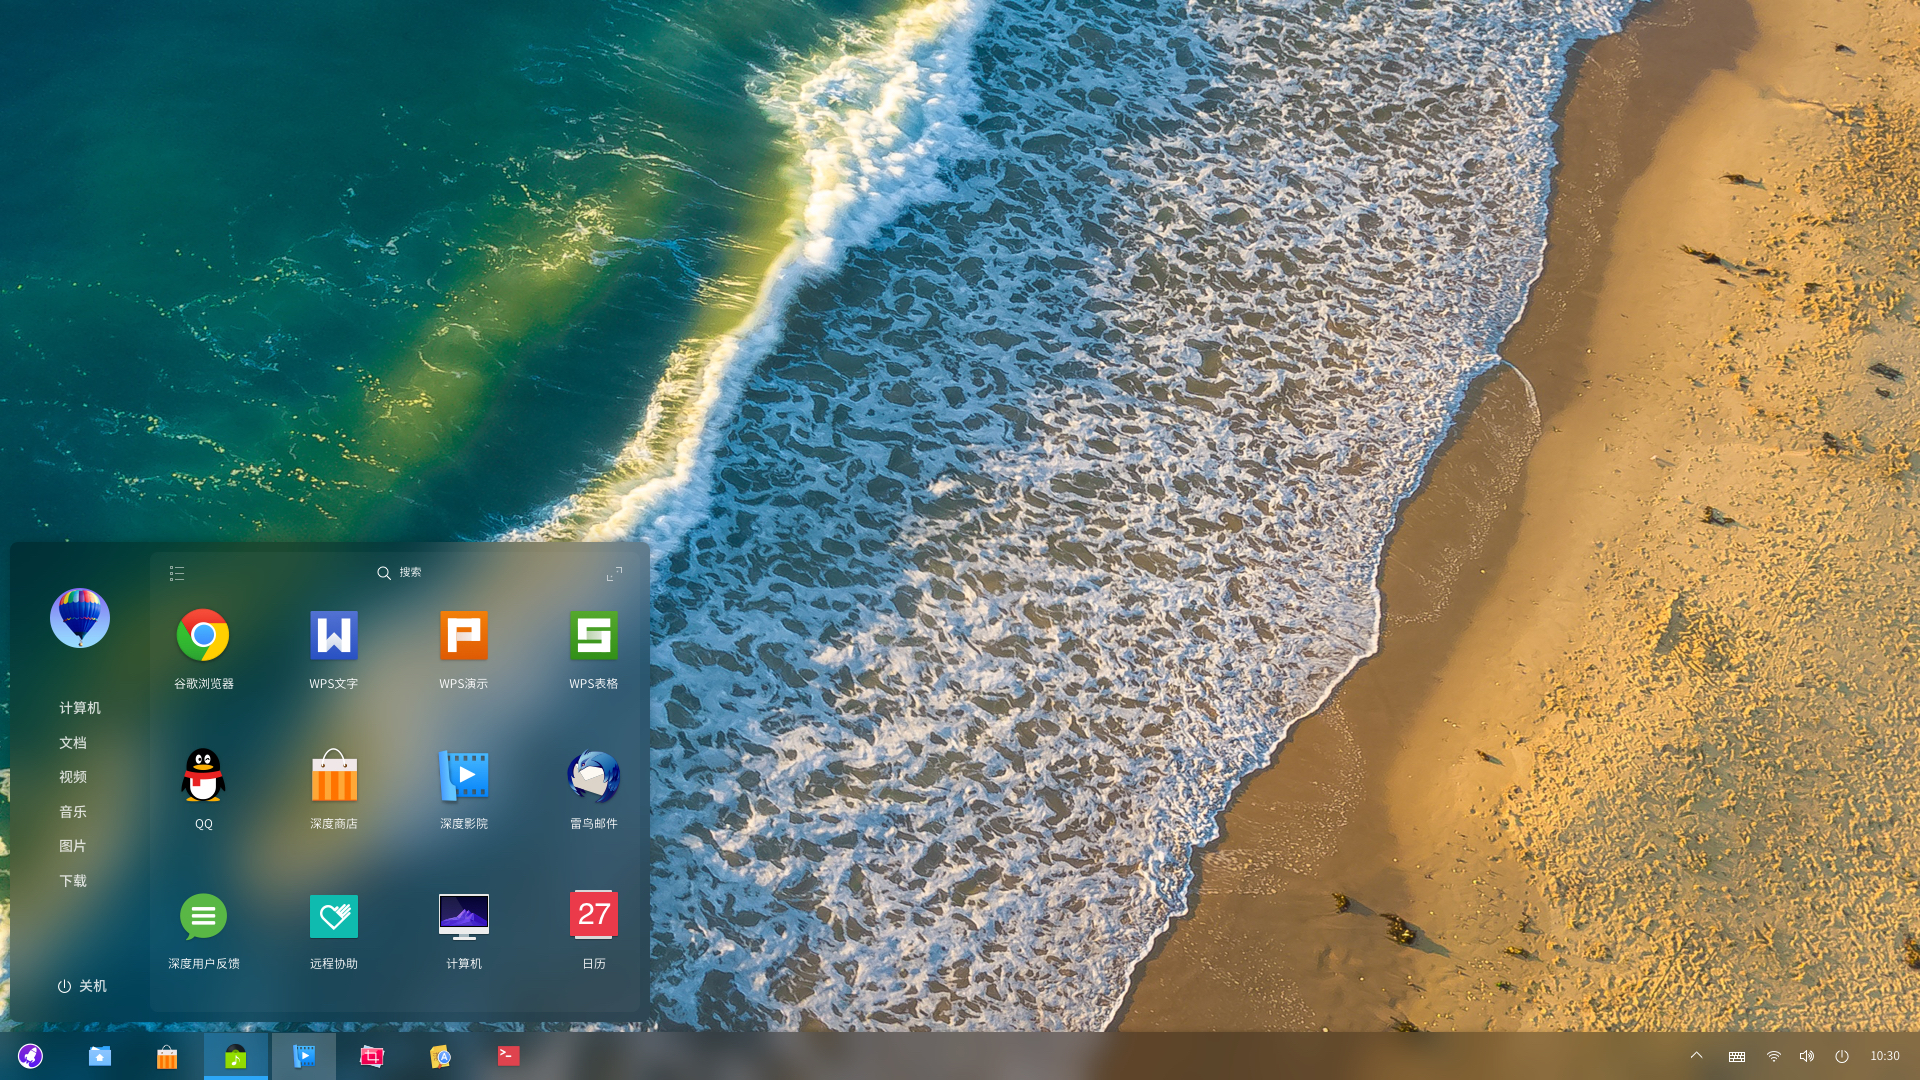 搜索
谷歌浏览器
WPS文字
WPS演示
WPS表格
计算机
文档
视频
音乐
图片
下载
QQ
深度商店
深度影院
雷鸟邮件
27
深度用户反馈
远程协助
计算机
日历
关机
10:30